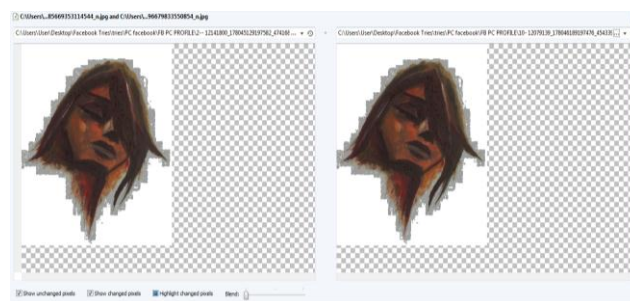 C:\Users\...85669353114544_n.jpg and C:\Users\...96679833550854_n.jpg
C:\Users\User\Desktop\Facebook Tries\tries\PC facebook\FB PC PROFILE\2-- 12141800_178045129197582_474166 ...
C:\Users\User\Desktop\Facebook Tries\tries\PC facebook\FB PC PROFILE\10- 12079139_178046189197476_454339
Show unchanged pixels Show changed pixels Highlight changed pixels Blend: